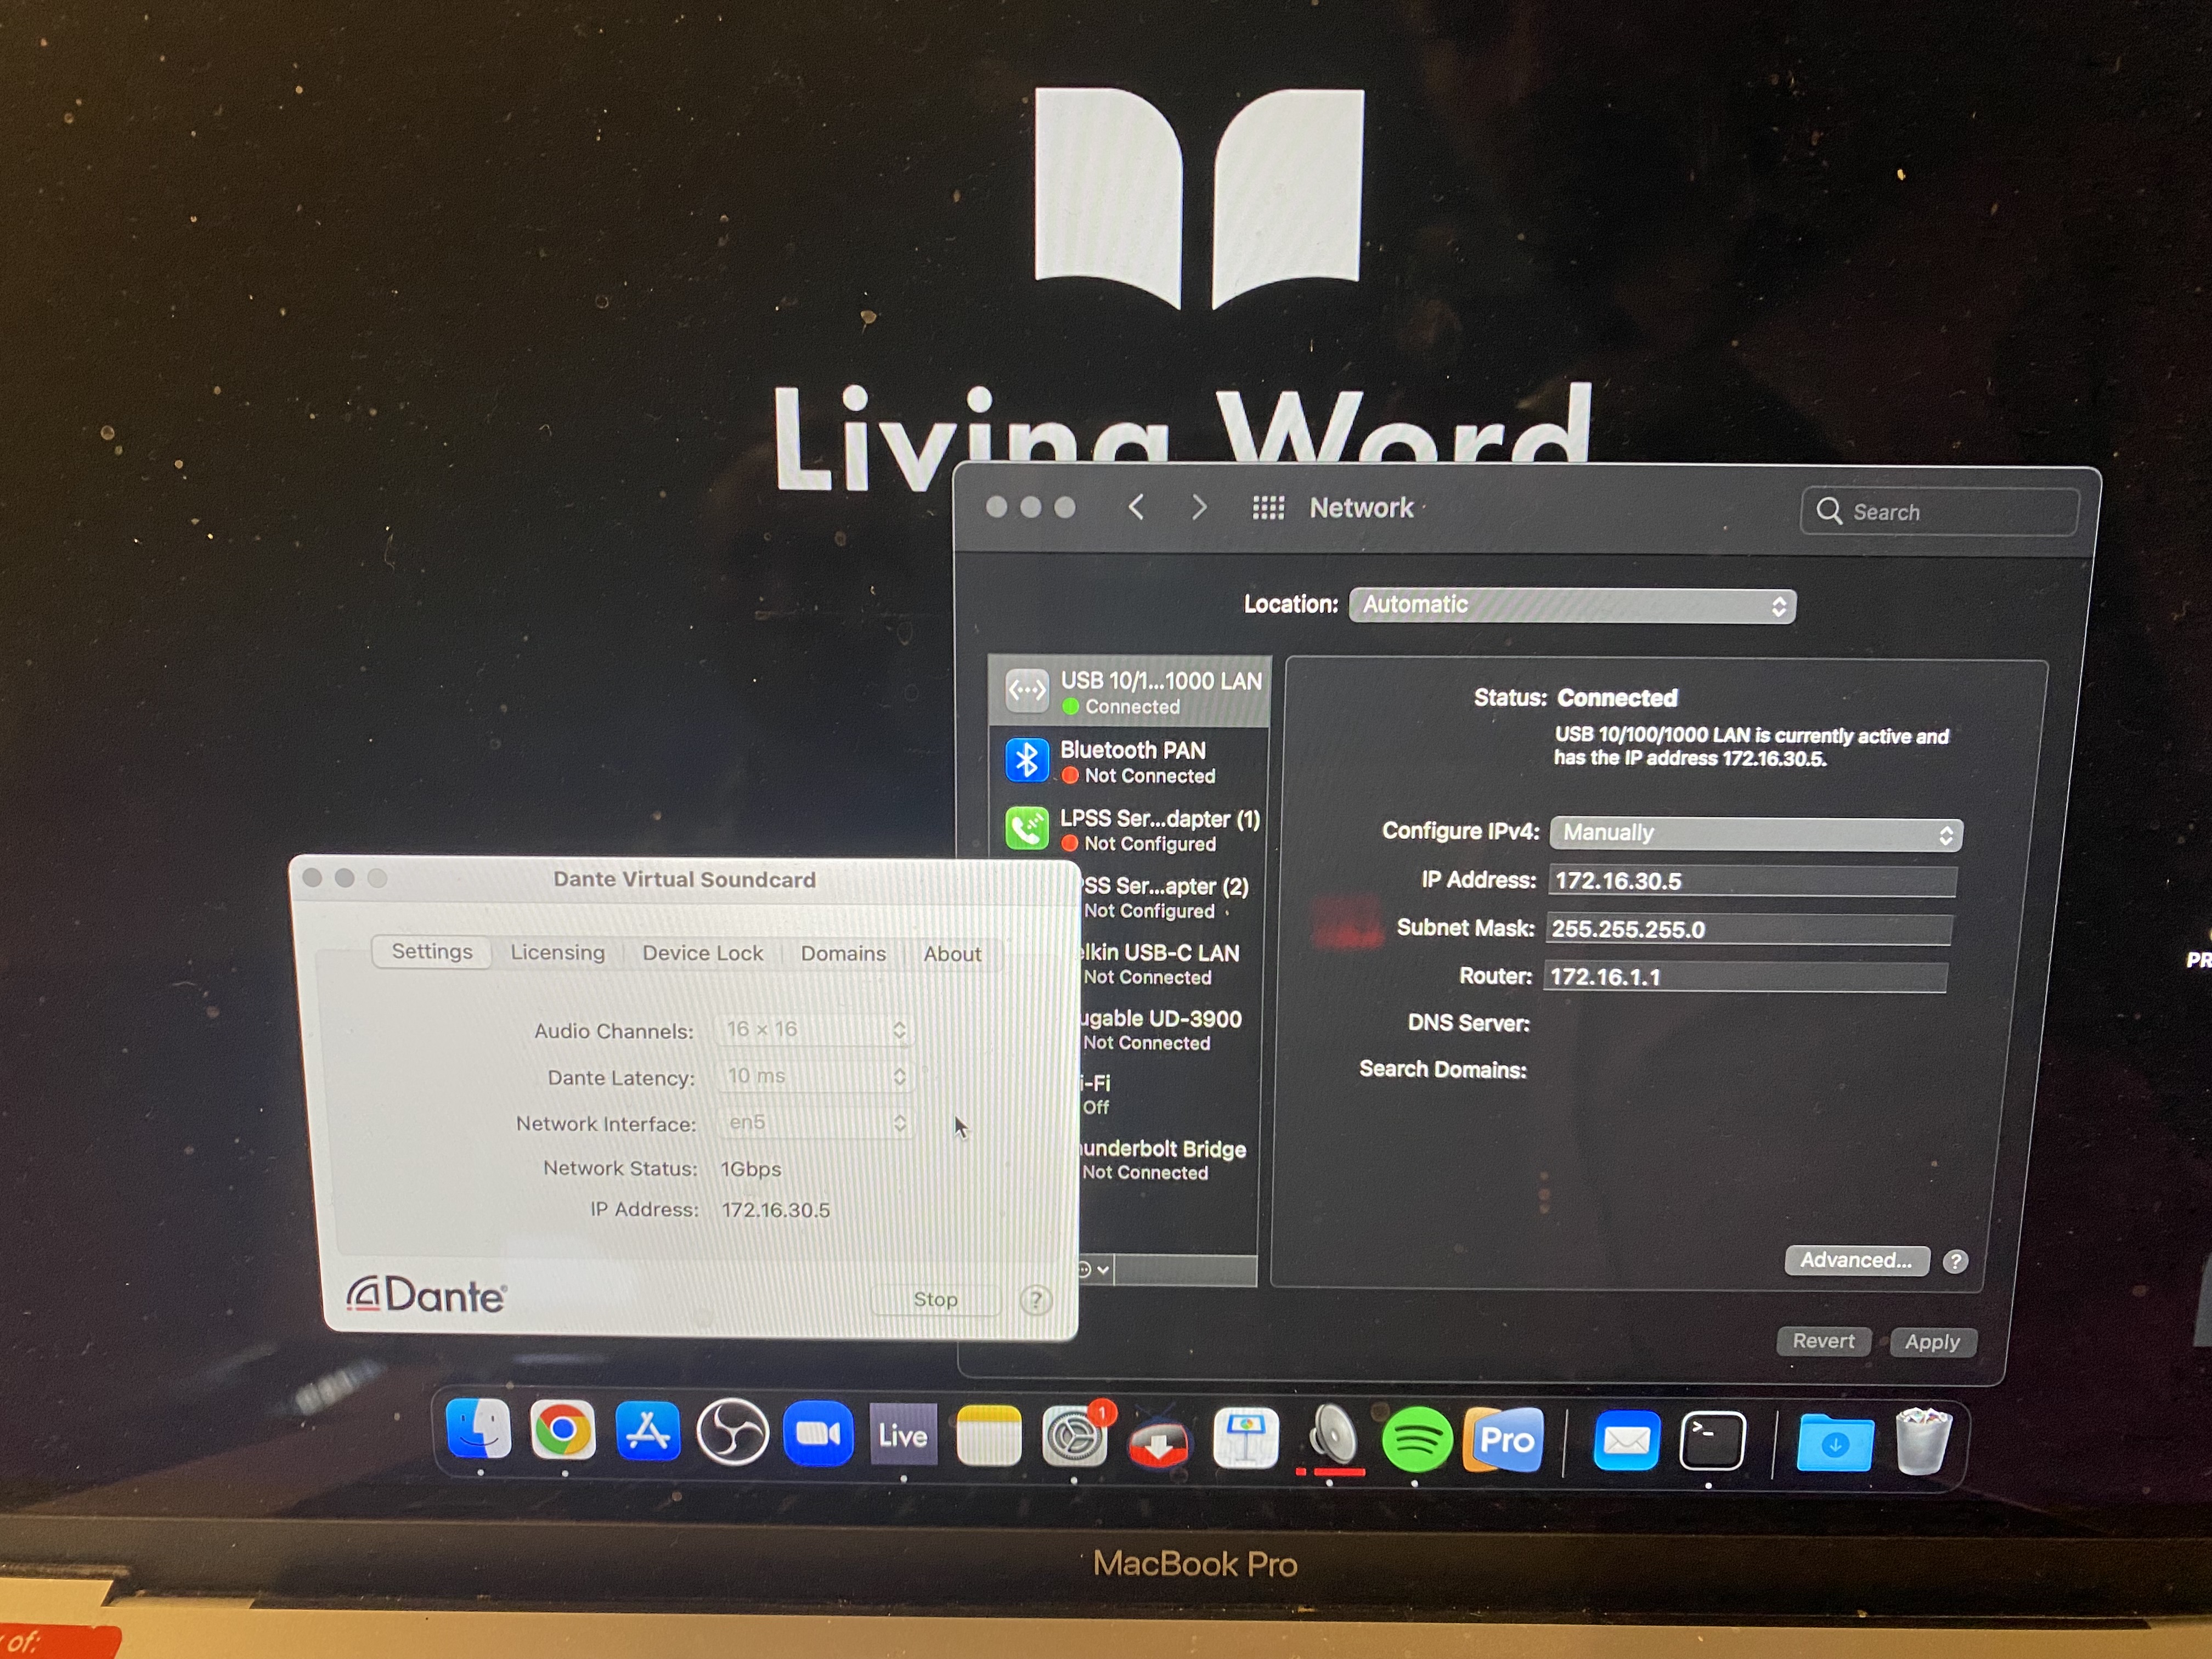 Living Word
Network
Search
Location: Automatic
USB 10/1...1000 LAN
Connected
Bluetooth PAN
Not Connected
LPSS Ser...dapter (1)
Not Configured
PSS Ser...apter (2)
Not Configured
elkin USB-C LAN
Not Connected
ugable UD-3900
Not Connected
i-Fi
Off
hunderbolt Bridge
Not Connected
Status: Connected
USB 10/100/1000 LAN is currently active and
has the IP address 172.16.30.5.
Configure IPv4: Manually
IP Address: 172.16.30.5
Subnet Mask: 255.255.255.0
Router: 172.16.1.1
DNS Server:
Search Domains:
Advanced... ?
Revert Apply
Dante Virtual Soundcard
Settings Licensing Device Lock Domains About
Audio Channels: 16 × 16
Dante Latency: 10 ms
Network Interface: en5
Network Status: 1Gbps
IP Address: 172.16.30.5
Dante®
Stop ?
PR
Live
1
Pro
MacBook Pro
of: